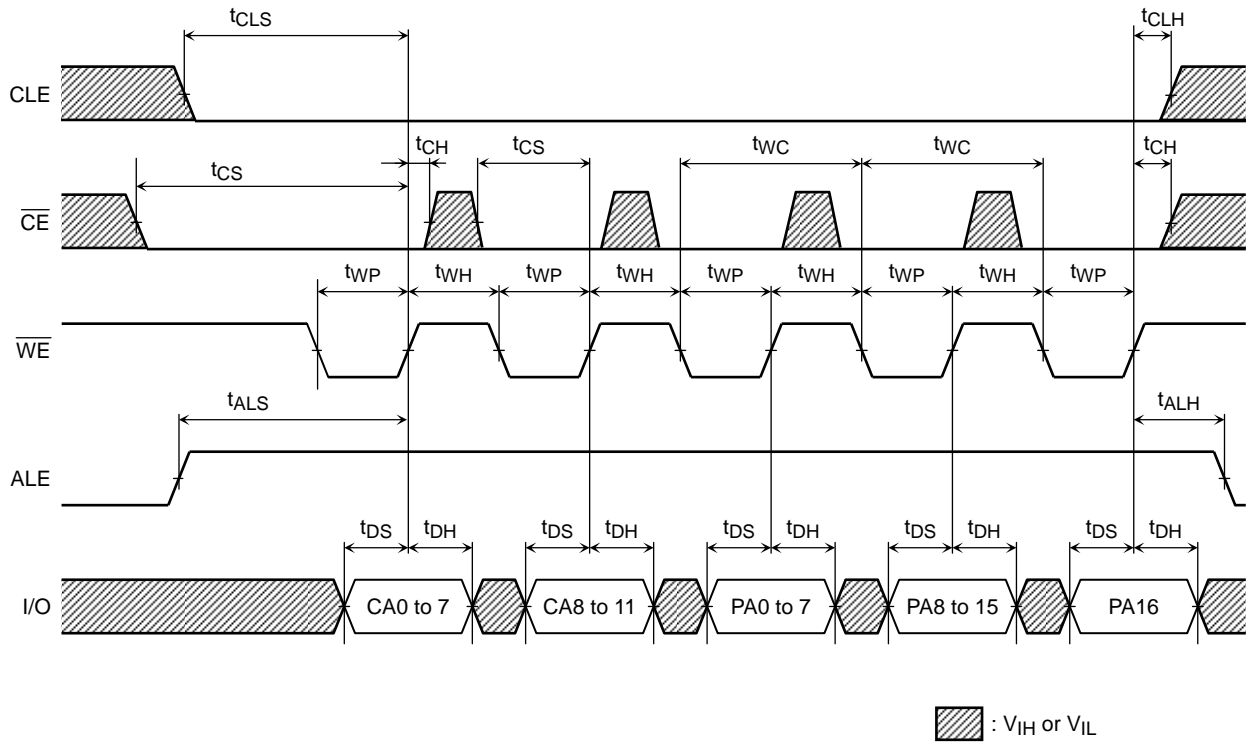 tCLS tCLH
CLE
tCH tCS tWC tWC tCH
tCS
CE
tWP tWH tWP tWH tWP tWH tWP tWH tWP
WE
tALS tALH
ALE
tDS tDH tDS tDH tDS tDH tDS tDH tDS tDH
I/O CA0 to 7 CA8 to 11 PA0 to 7 PA8 to 15 PA16
: VIH or VIL